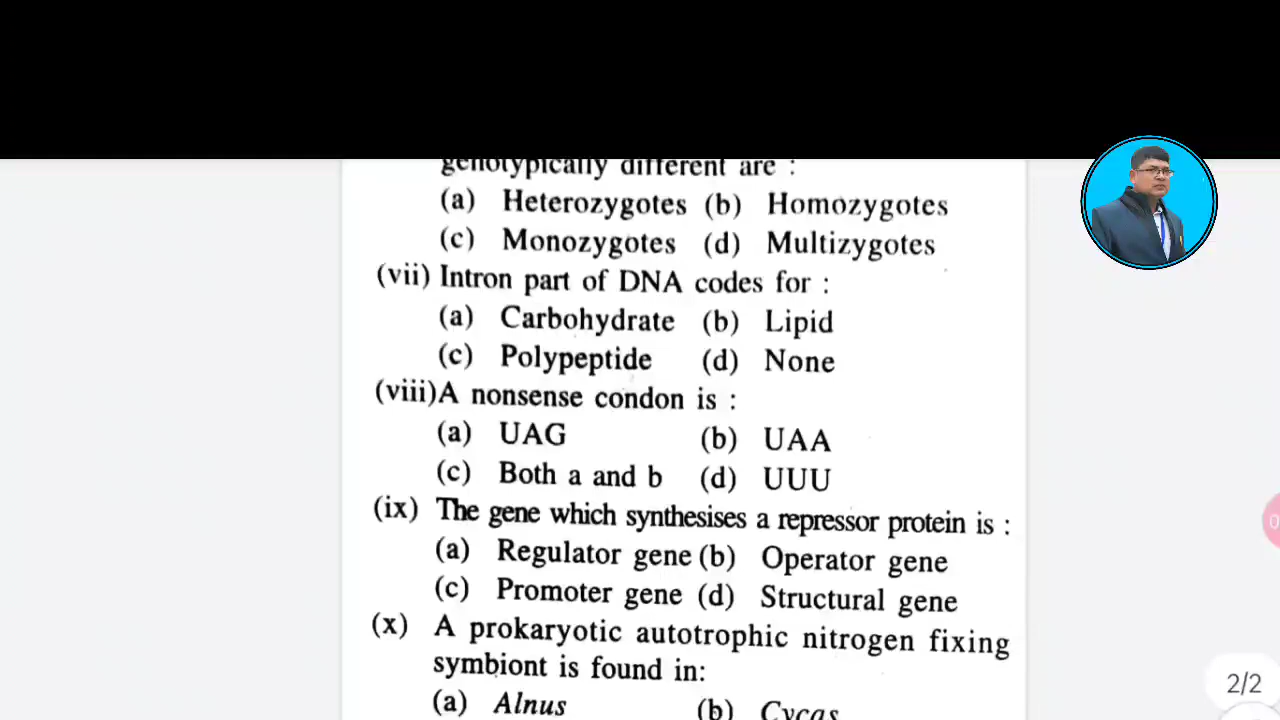 genotypically different are :
(a) Heterozygotes (b) Homozygotes
(c) Monozygotes (d) Multizygotes
(vii) Intron part of DNA codes for :
(a) Carbohydrate (b) Lipid
(c) Polypeptide (d) None
(viii) A nonsense condon is :
(a) UAG (b) UAA
(c) Both a and b (d) UUU
(ix) The gene which synthesises a repressor protein is :
(a) Regulator gene (b) Operator gene
(c) Promoter gene (d) Structural gene
(x) A prokaryotic autotrophic nitrogen fixing
symbiont is found in:
(a) Alnus (b) Cycas
2/2